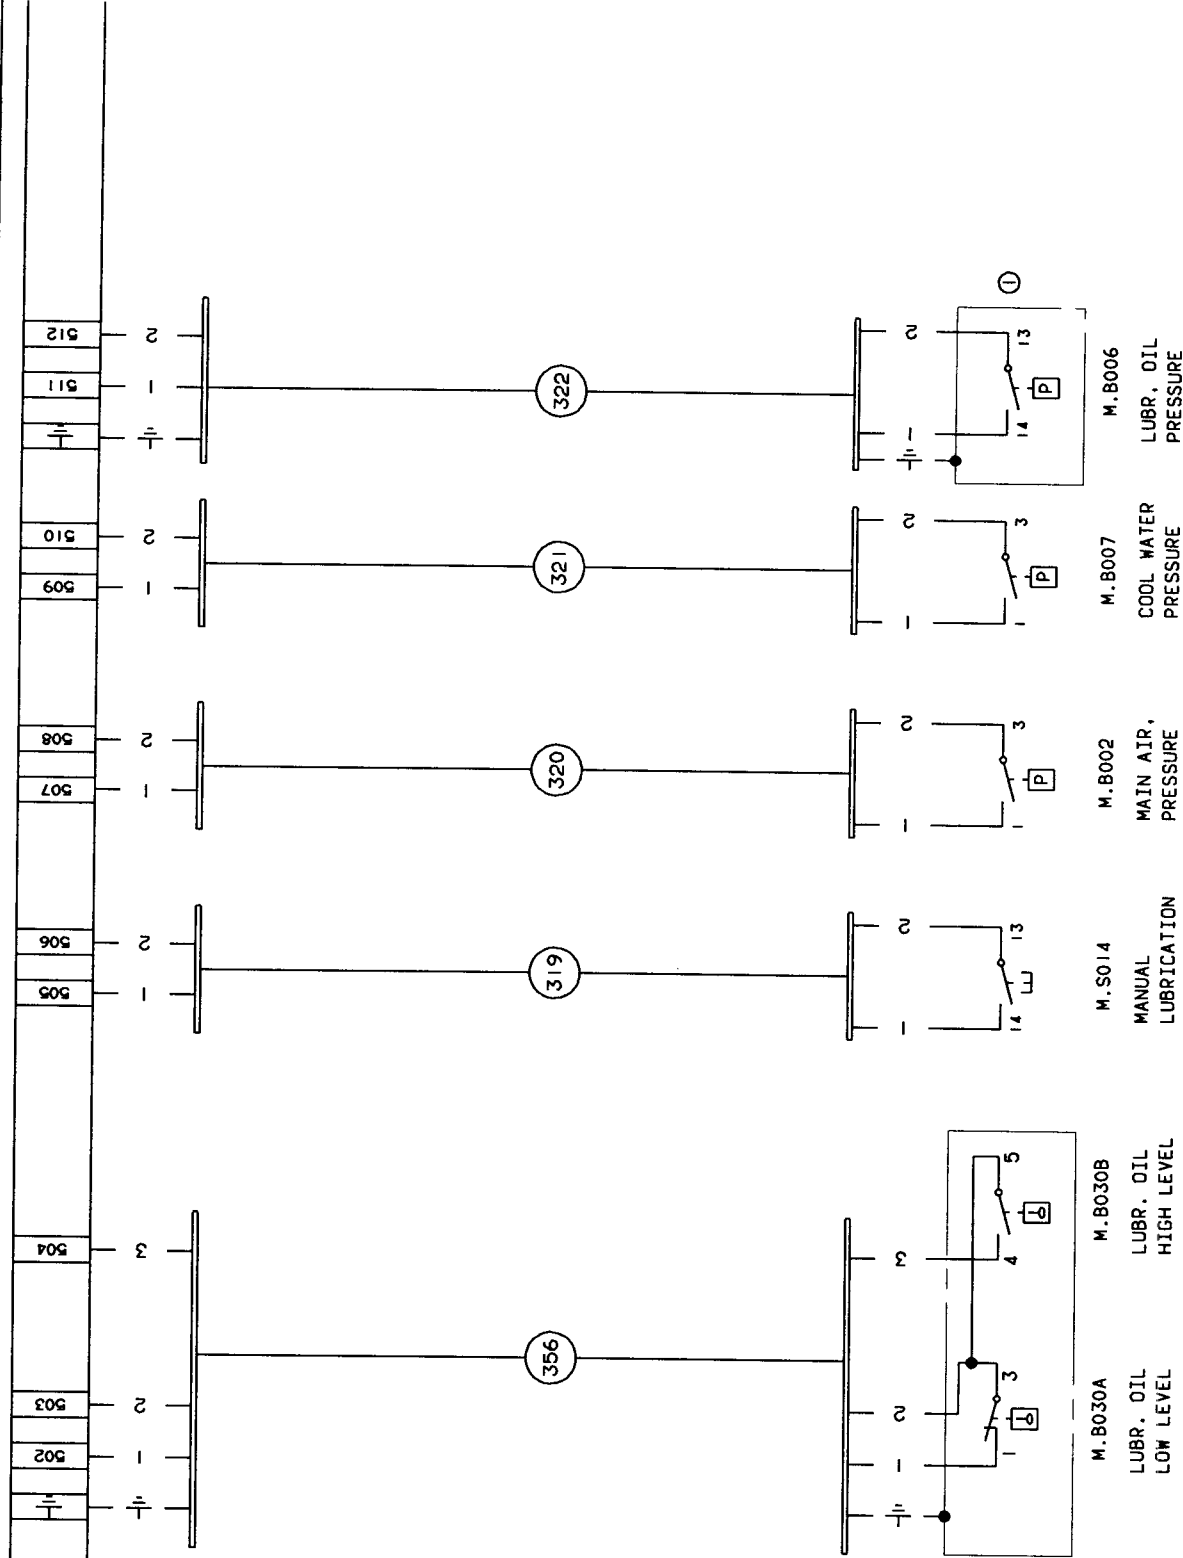 512
511
510
509
508
507
506
505
504
503
502
2
1
2
1
2
1
2
1
3
2
1
322
321
320
319
356
2
1
13
14
P
1
M.B006
LUBR. OIL
PRESSURE
2
1
3
1
P
M.B007
COOL WATER
PRESSURE
2
1
3
1
P
M.B002
MAIN AIR.
PRESSURE
2
1
13
14
M.S014
MANUAL
LUBRICATION
3
5
4
M.B030B
LUBR. OIL
HIGH LEVEL
2
1
3
1
M.B030A
LUBR. OIL
LOW LEVEL